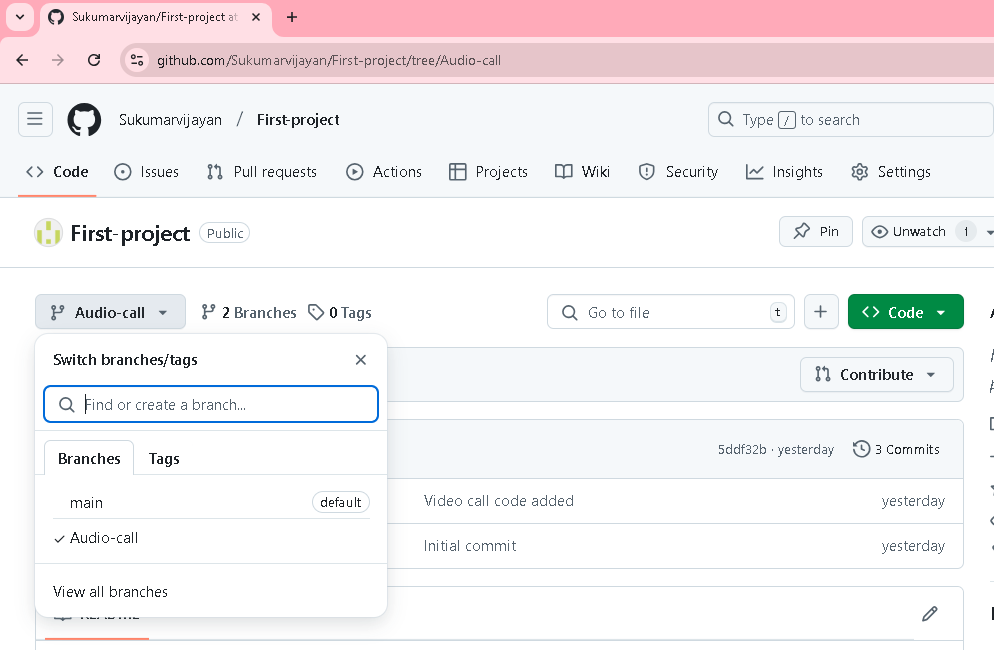 Sukumarvijayan/First-project at
github.com/Sukumarvijayan/First-project/tree/Audio-call
Sukumarvijayan / First-project
Type / to search
Code Issues Pull requests Actions Projects Wiki Security Insights Settings
First-project Public
Pin Unwatch 1
Audio-call 2 Branches 0 Tags Go to file t Code
Switch branches/tags
Contribute
Find or create a branch...
Branches Tags
5ddf32b · yesterday 3 Commits
main default
Video call code added yesterday
Audio-call
Initial commit yesterday
View all branches